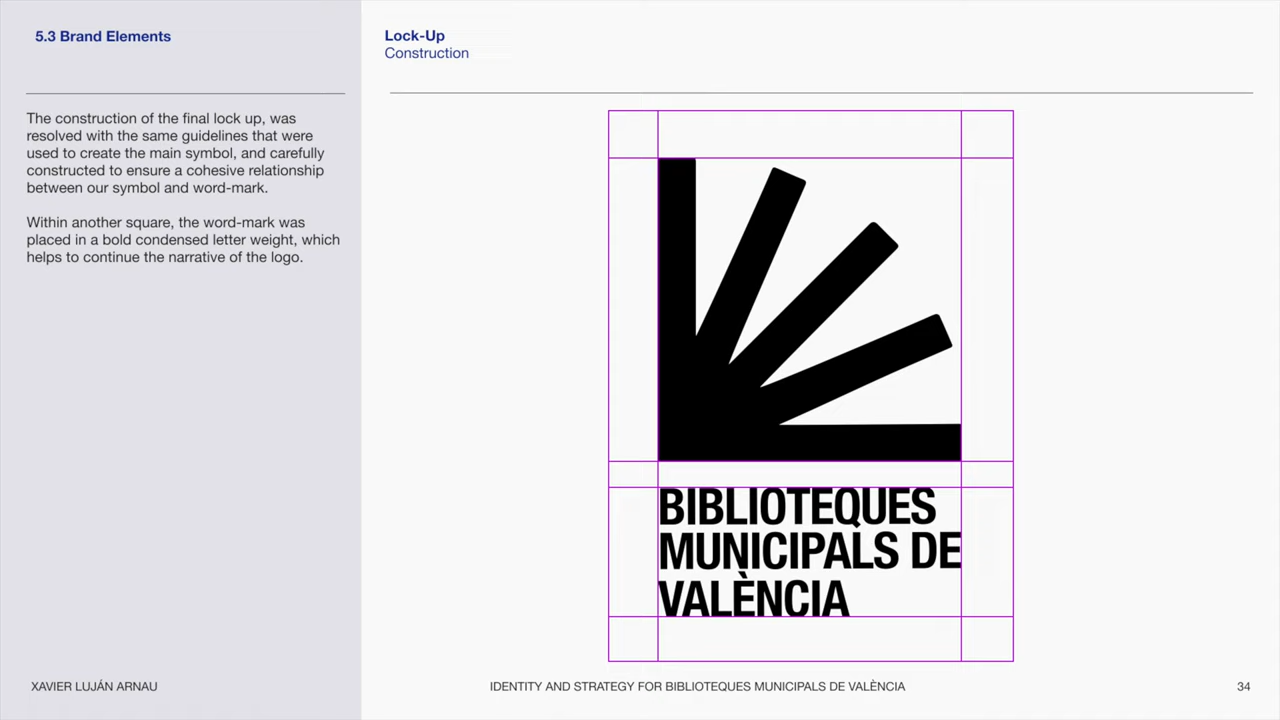 5.3 Brand Elements
Lock-Up
Construction
The construction of the final lock up, was
resolved with the same guidelines that were
used to create the main symbol, and carefully
constructed to ensure a cohesive relationship
between our symbol and word-mark.
Within another square, the word-mark was
placed in a bold condensed letter weight, which
helps to continue the narrative of the logo.
BIBLIOTEQUES
MUNICIPALS DE
VALÈNCIA
XAVIER LUJÁN ARNAU
IDENTITY AND STRATEGY FOR BIBLIOTEQUES MUNICIPALS DE VALÈNCIA
34